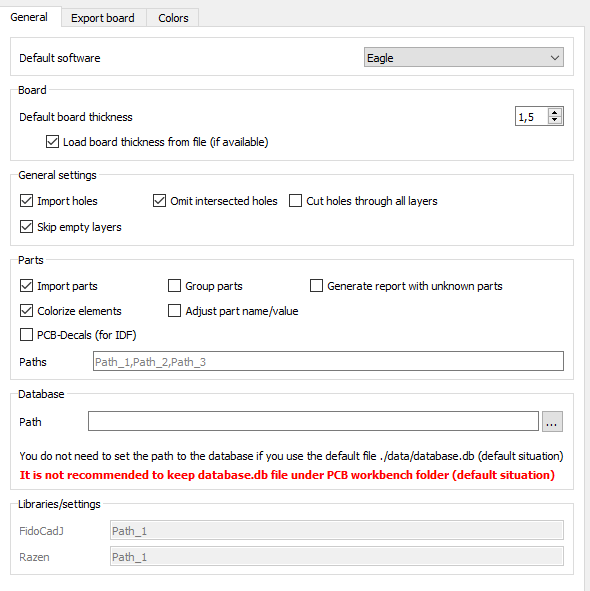 General Export board Colors
Default software Eagle
Board
Default board thickness 1,5
Load board thickness from file (if available)
General settings
Import holes Omit intersected holes Cut holes through all layers
Skip empty layers
Parts
Import parts Group parts Generate report with unknown parts
Colorize elements Adjust part name/value
PCB-Decals (for IDF)
Paths Path_1,Path_2,Path_3
Database
Path ...
You do not need to set the path to the database if you use the default file ./data/database.db (default situation)
It is not recommended to keep database.db file under PCB workbench folder (default situation)
Libraries/settings
FidoCadJ Path_1
Razen Path_1